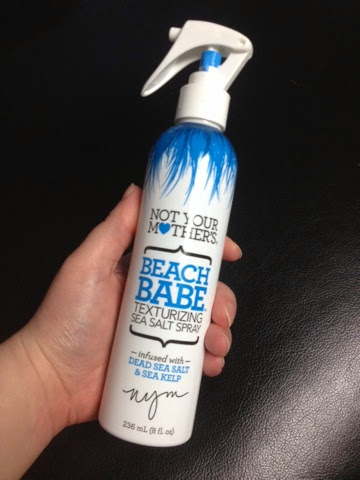 NOT YOUR
M♥THER'S
BEACH
BABE
TEXTURIZING
SEA SALT SPRAY
infused with
DEAD SEA SALT
& SEA KELP
nym
236 mL (8 fl. oz)